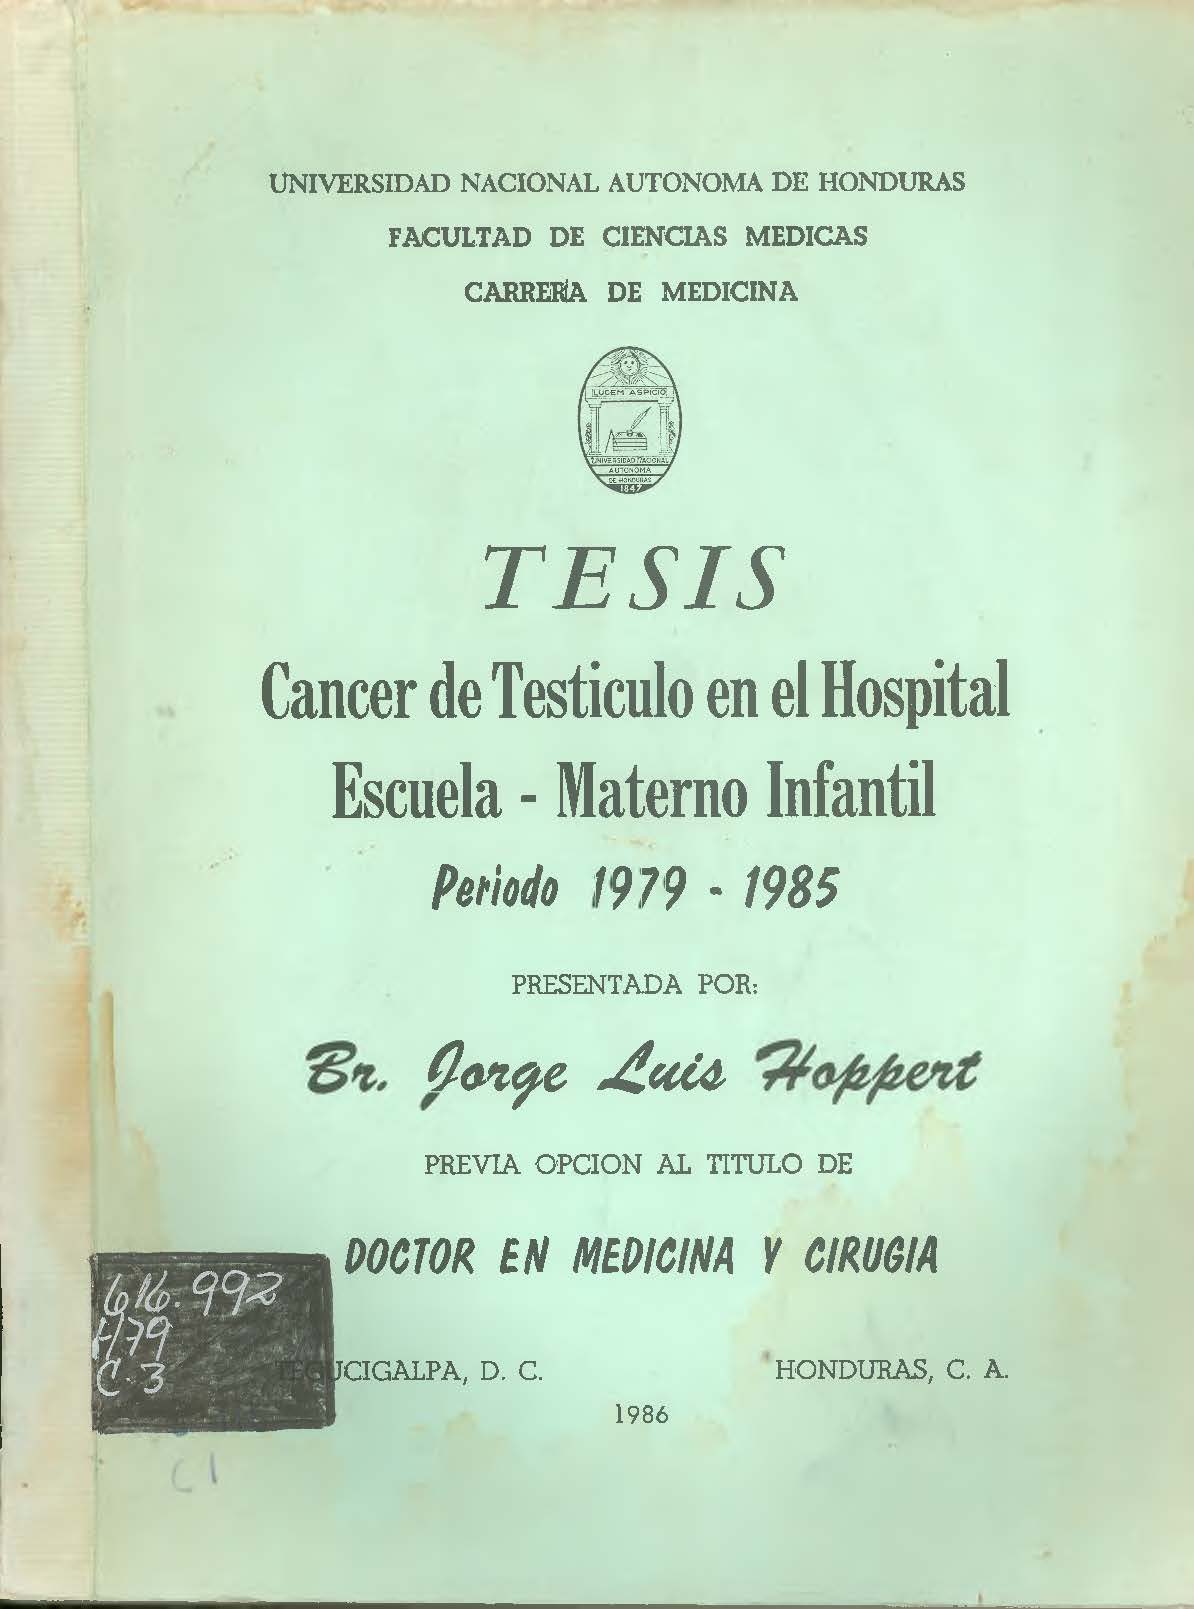 UNIVERSIDAD NACIONAL AUTONOMA DE HONDURAS
FACULTAD DE CIENCIAS MEDICAS
CARRERA DE MEDICINA
LUCEM ASPICIO
UNIVERSIDAD NACIONAL
AUTONOMA
DE HONDURAS
1847
TESIS
Cancer de Testiculo en el Hospital
Escuela - Materno Infantil
Periodo 1979 - 1985
PRESENTADA POR:
Br. Jorge Luis Hoppert
PREVIA OPCION AL TITULO DE
DOCTOR EN MEDICINA Y CIRUGIA
616.992
H79
C.3
TEGUCIGALPA, D. C. HONDURAS, C. A.
1986
C 1